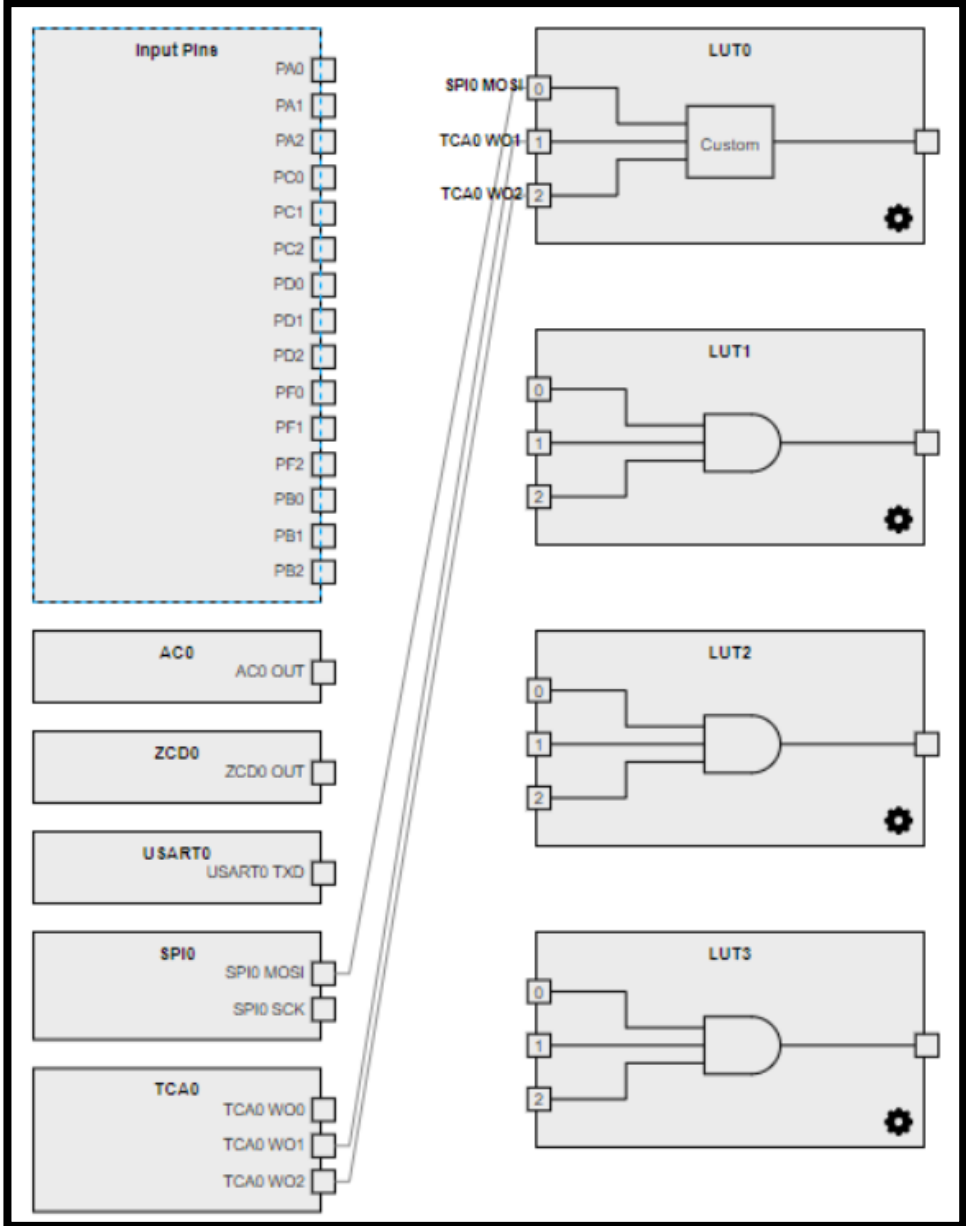 Input Pins
PA0
PA1
PA2
PC0
PC1
PC2
PD0
PD1
PD2
PF0
PF1
PF2
PB0
PB1
PB2
AC0
AC0 OUT
ZCD0
ZCD0 OUT
USART0
USART0 TXD
SPI0
SPI0 MOSI
SPI0 SCK
TCA0
TCA0 WO0
TCA0 WO1
TCA0 WO2
LUT0
SPI0 MOSI 0
TCA0 WO1 1
TCA0 WO2 2
Custom
LUT1
0
1
2
LUT2
0
1
2
LUT3
0
1
2